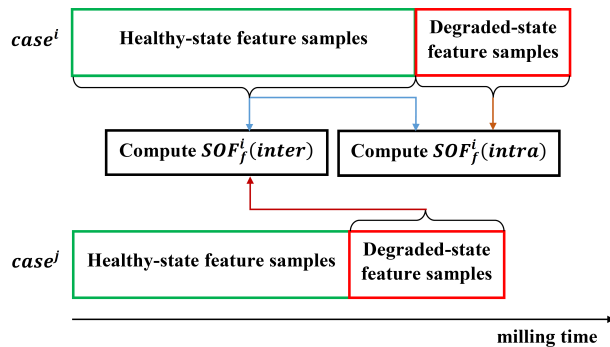 case^i
Healthy-state feature samples
Degraded-state
feature samples
Compute SOF_f^i(inter)
Compute SOF_f^i(intra)
case^j
Healthy-state feature samples
Degraded-state
feature samples
milling time